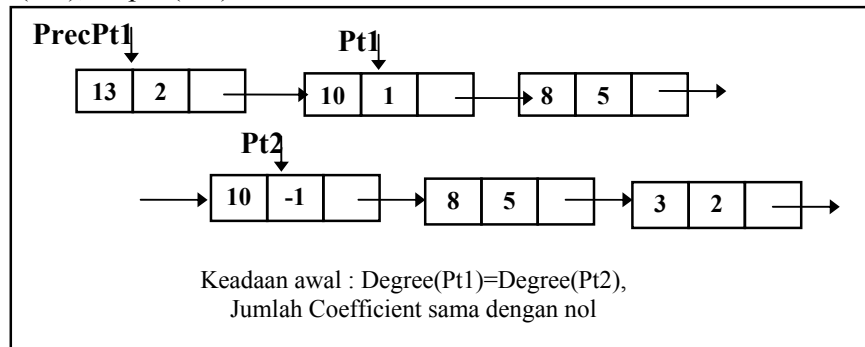 PrecPt1 Pt1
13 2 10 1 8 5
Pt2
10 -1 8 5 3 2
Keadaan awal : Degree(Pt1)=Degree(Pt2),
Jumlah Coefficient sama dengan nol